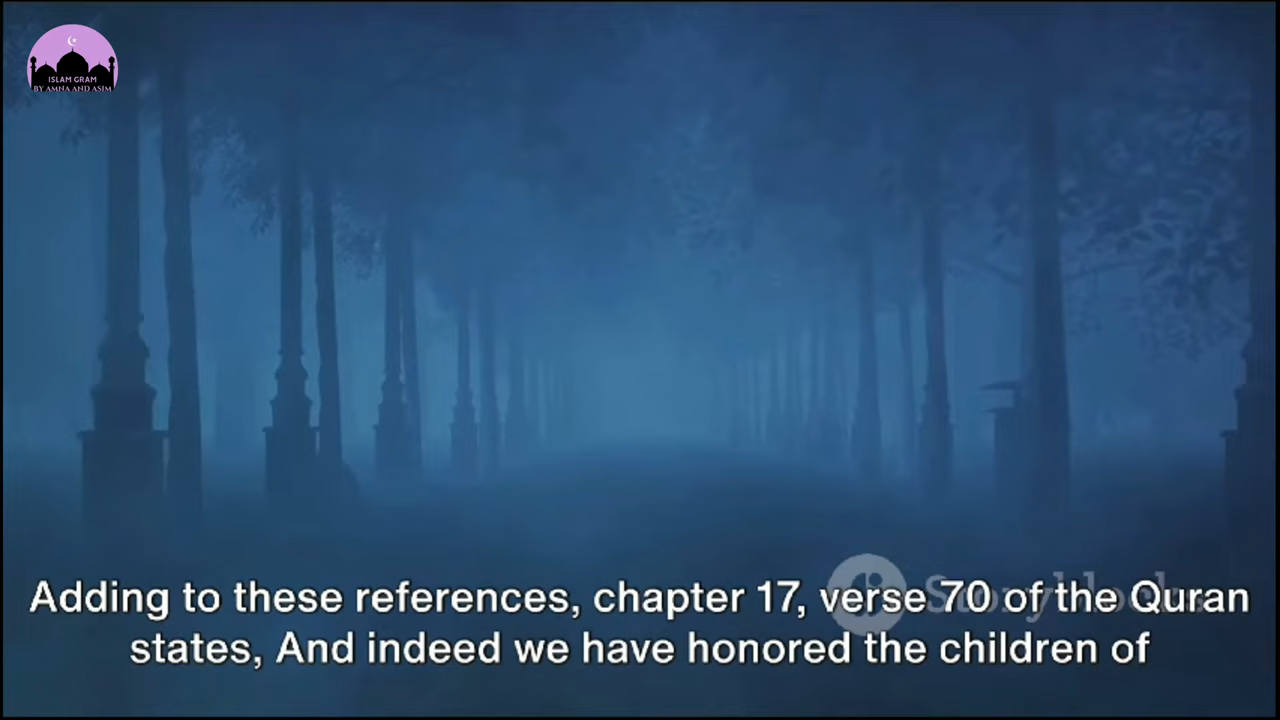 ISLAM GRAM
BY AMNA AND ASIM
Storyblocks
Adding to these references, chapter 17, verse 70 of the Quran
states, And indeed we have honored the children of